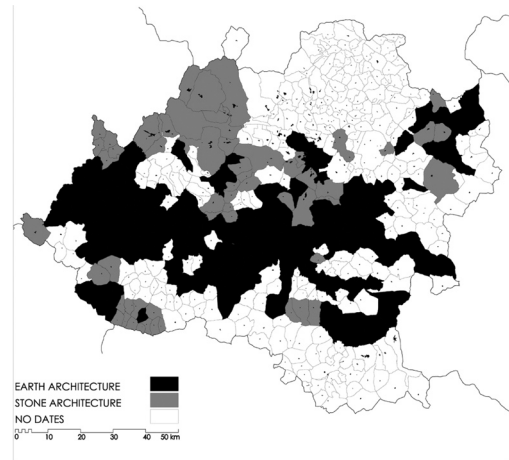 EARTH ARCHITECTURE
STONE ARCHITECTURE
NO DATES
0 10 20 30 40 50 km